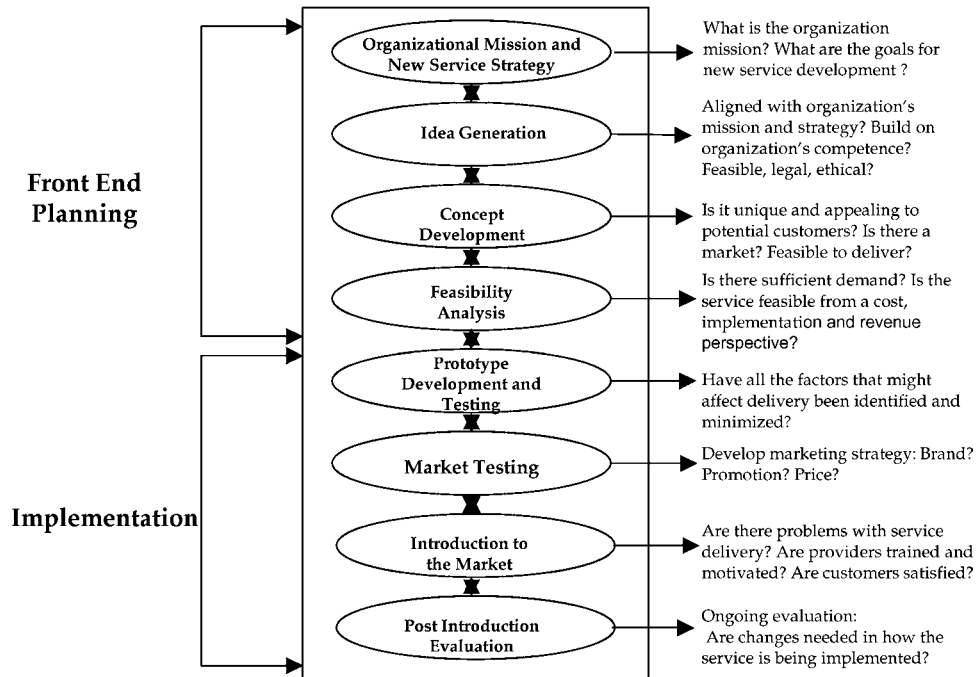 Organizational Mission and
New Service Strategy
What is the organization
mission? What are the goals for
new service development ?
Idea Generation
Aligned with organization's
mission and strategy? Build on
organization's competence?
Feasible, legal, ethical?
Front End
Planning
Concept
Development
Is it unique and appealing to
potential customers? Is there a
market? Feasible to deliver?
Feasibility
Analysis
Is there sufficient demand? Is the
service feasible from a cost,
implementation and revenue
perspective?
Prototype
Development and
Testing
Have all the factors that might
affect delivery been identified and
minimized?
Market Testing
Develop marketing strategy: Brand?
Promotion? Price?
Implementation
Introduction to
the Market
Are there problems with service
delivery? Are providers trained and
motivated? Are customers satisfied?
Post Introduction
Evaluation
Ongoing evaluation:
Are changes needed in how the
service is being implemented?